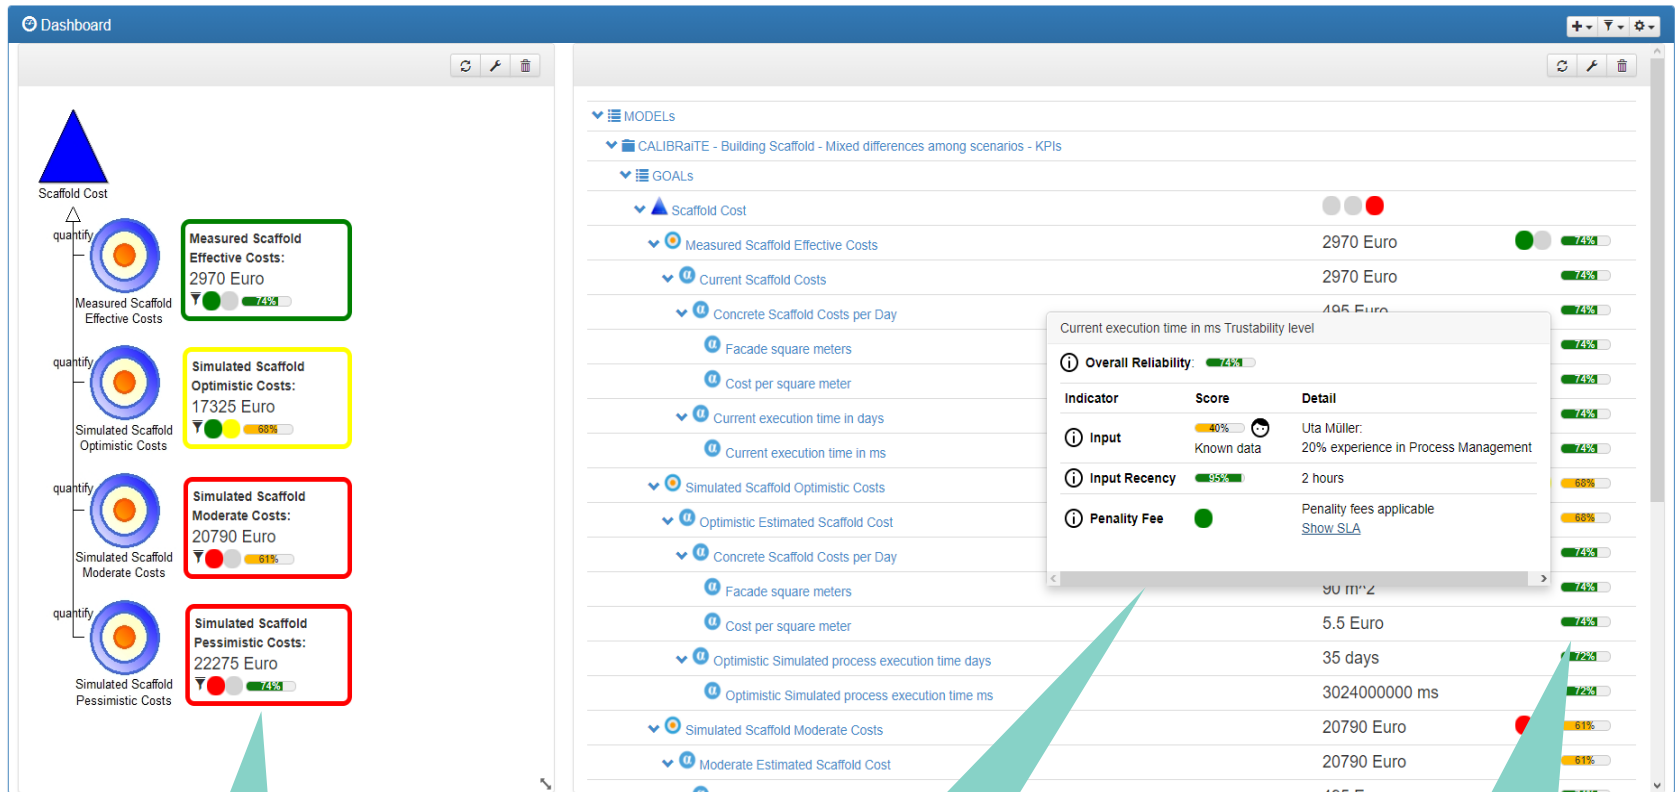 Dashboard
Scaffold Cost
quantify
Measured Scaffold
Effective Costs
Measured Scaffold
Effective Costs:
2970 Euro
74%
quantify
Simulated Scaffold
Optimistic Costs
Simulated Scaffold
Optimistic Costs:
17325 Euro
68%
quantify
Simulated Scaffold
Moderate Costs
Simulated Scaffold
Moderate Costs:
20790 Euro
61%
quantify
Simulated Scaffold
Pessimistic Costs
Simulated Scaffold
Pessimistic Costs:
22275 Euro
74%
MODELs
CALIBRaiTE - Building Scaffold - Mixed differences among scenarios - KPIs
GOALs
Scaffold Cost
Measured Scaffold Effective Costs 2970 Euro 74%
α Current Scaffold Costs 2970 Euro 74%
α Concrete Scaffold Costs per Day 495 Euro 74%
α Facade square meters 74%
α Cost per square meter 74%
α Current execution time in days 74%
α Current execution time in ms 74%
Simulated Scaffold Optimistic Costs 68%
α Optimistic Estimated Scaffold Cost 68%
α Concrete Scaffold Costs per Day 74%
α Facade square meters 90 m^2 74%
α Cost per square meter 5.5 Euro 74%
α Optimistic Simulated process execution time days 35 days 72%
α Optimistic Simulated process execution time ms 3024000000 ms 72%
Simulated Scaffold Moderate Costs 20790 Euro 61%
α Moderate Estimated Scaffold Cost 20790 Euro 61%
Current execution time in ms Trustability level
i Overall Reliability: 74%
Indicator Score Detail
i Input 40% Known data
Uta Müller:
20% experience in Process Management
i Input Recency 95% 2 hours
i Penality Fee
Penality fees applicable
Show SLA